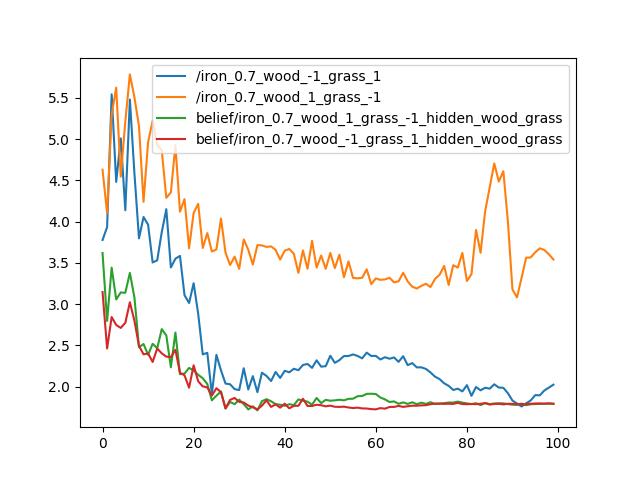 /iron_0.7_wood_-1_grass_1
/iron_0.7_wood_1_grass_-1
belief/iron_0.7_wood_1_grass_-1_hidden_wood_grass
belief/iron_0.7_wood_-1_grass_1_hidden_wood_grass
5.5
5.0
4.5
4.0
3.5
3.0
2.5
2.0
0 20 40 60 80 100